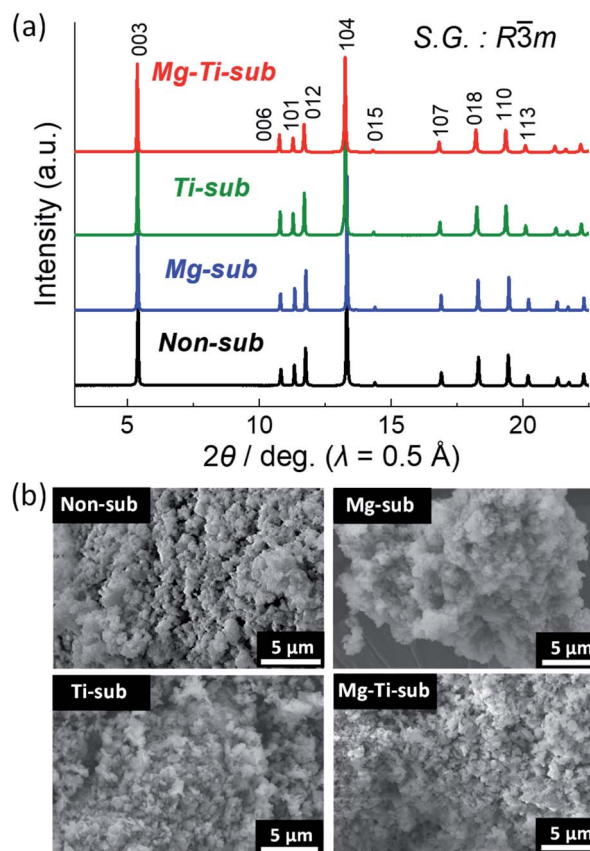 (a)
S.G. : R3̅m
003
006
101
012
104
015
107
018
110
113
Mg-Ti-sub
Ti-sub
Mg-sub
Non-sub
Intensity (a.u.)
5
10
15
20
2θ / deg. (λ = 0.5 Å)
(b)
Non-sub
5 μm
Mg-sub
5 μm
Ti-sub
5 μm
Mg-Ti-sub
5 μm